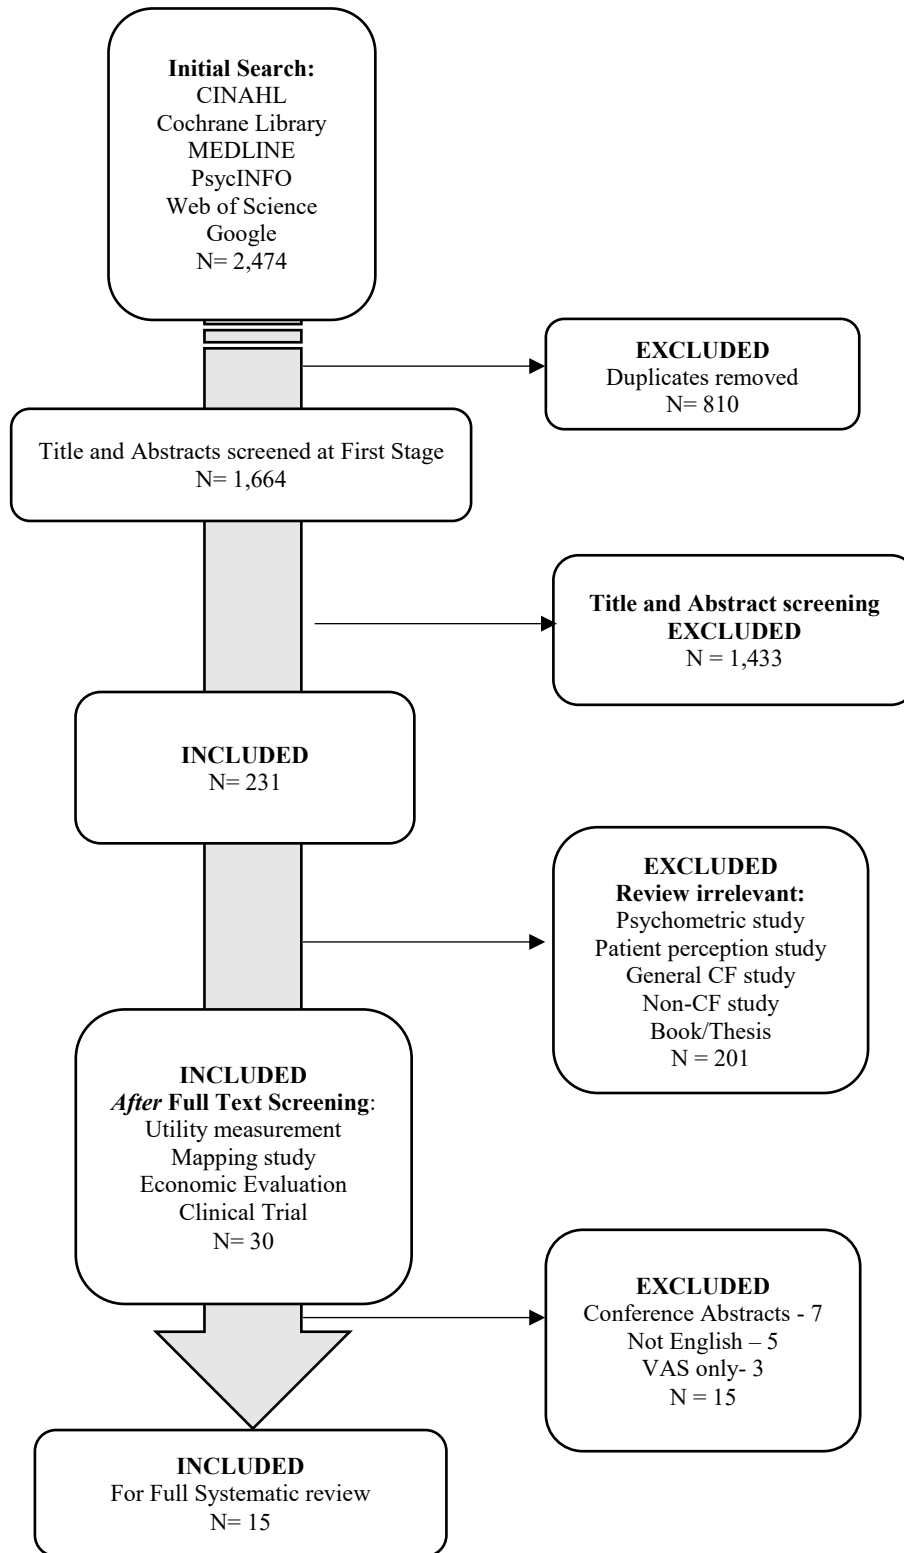 Initial Search:
CINAHL
Cochrane Library
MEDLINE
PsycINFO
Web of Science
Google
N= 2,474
EXCLUDED
Duplicates removed
N= 810
Title and Abstracts screened at First Stage
N= 1,664
Title and Abstract screening
EXCLUDED
N = 1,433
INCLUDED
N= 231
EXCLUDED
Review irrelevant:
Psychometric study
Patient perception study
General CF study
Non-CF study
Book/Thesis
N = 201
INCLUDED
After Full Text Screening:
Utility measurement
Mapping study
Economic Evaluation
Clinical Trial
N= 30
EXCLUDED
Conference Abstracts - 7
Not English – 5
VAS only- 3
N = 15
INCLUDED
For Full Systematic review
N= 15